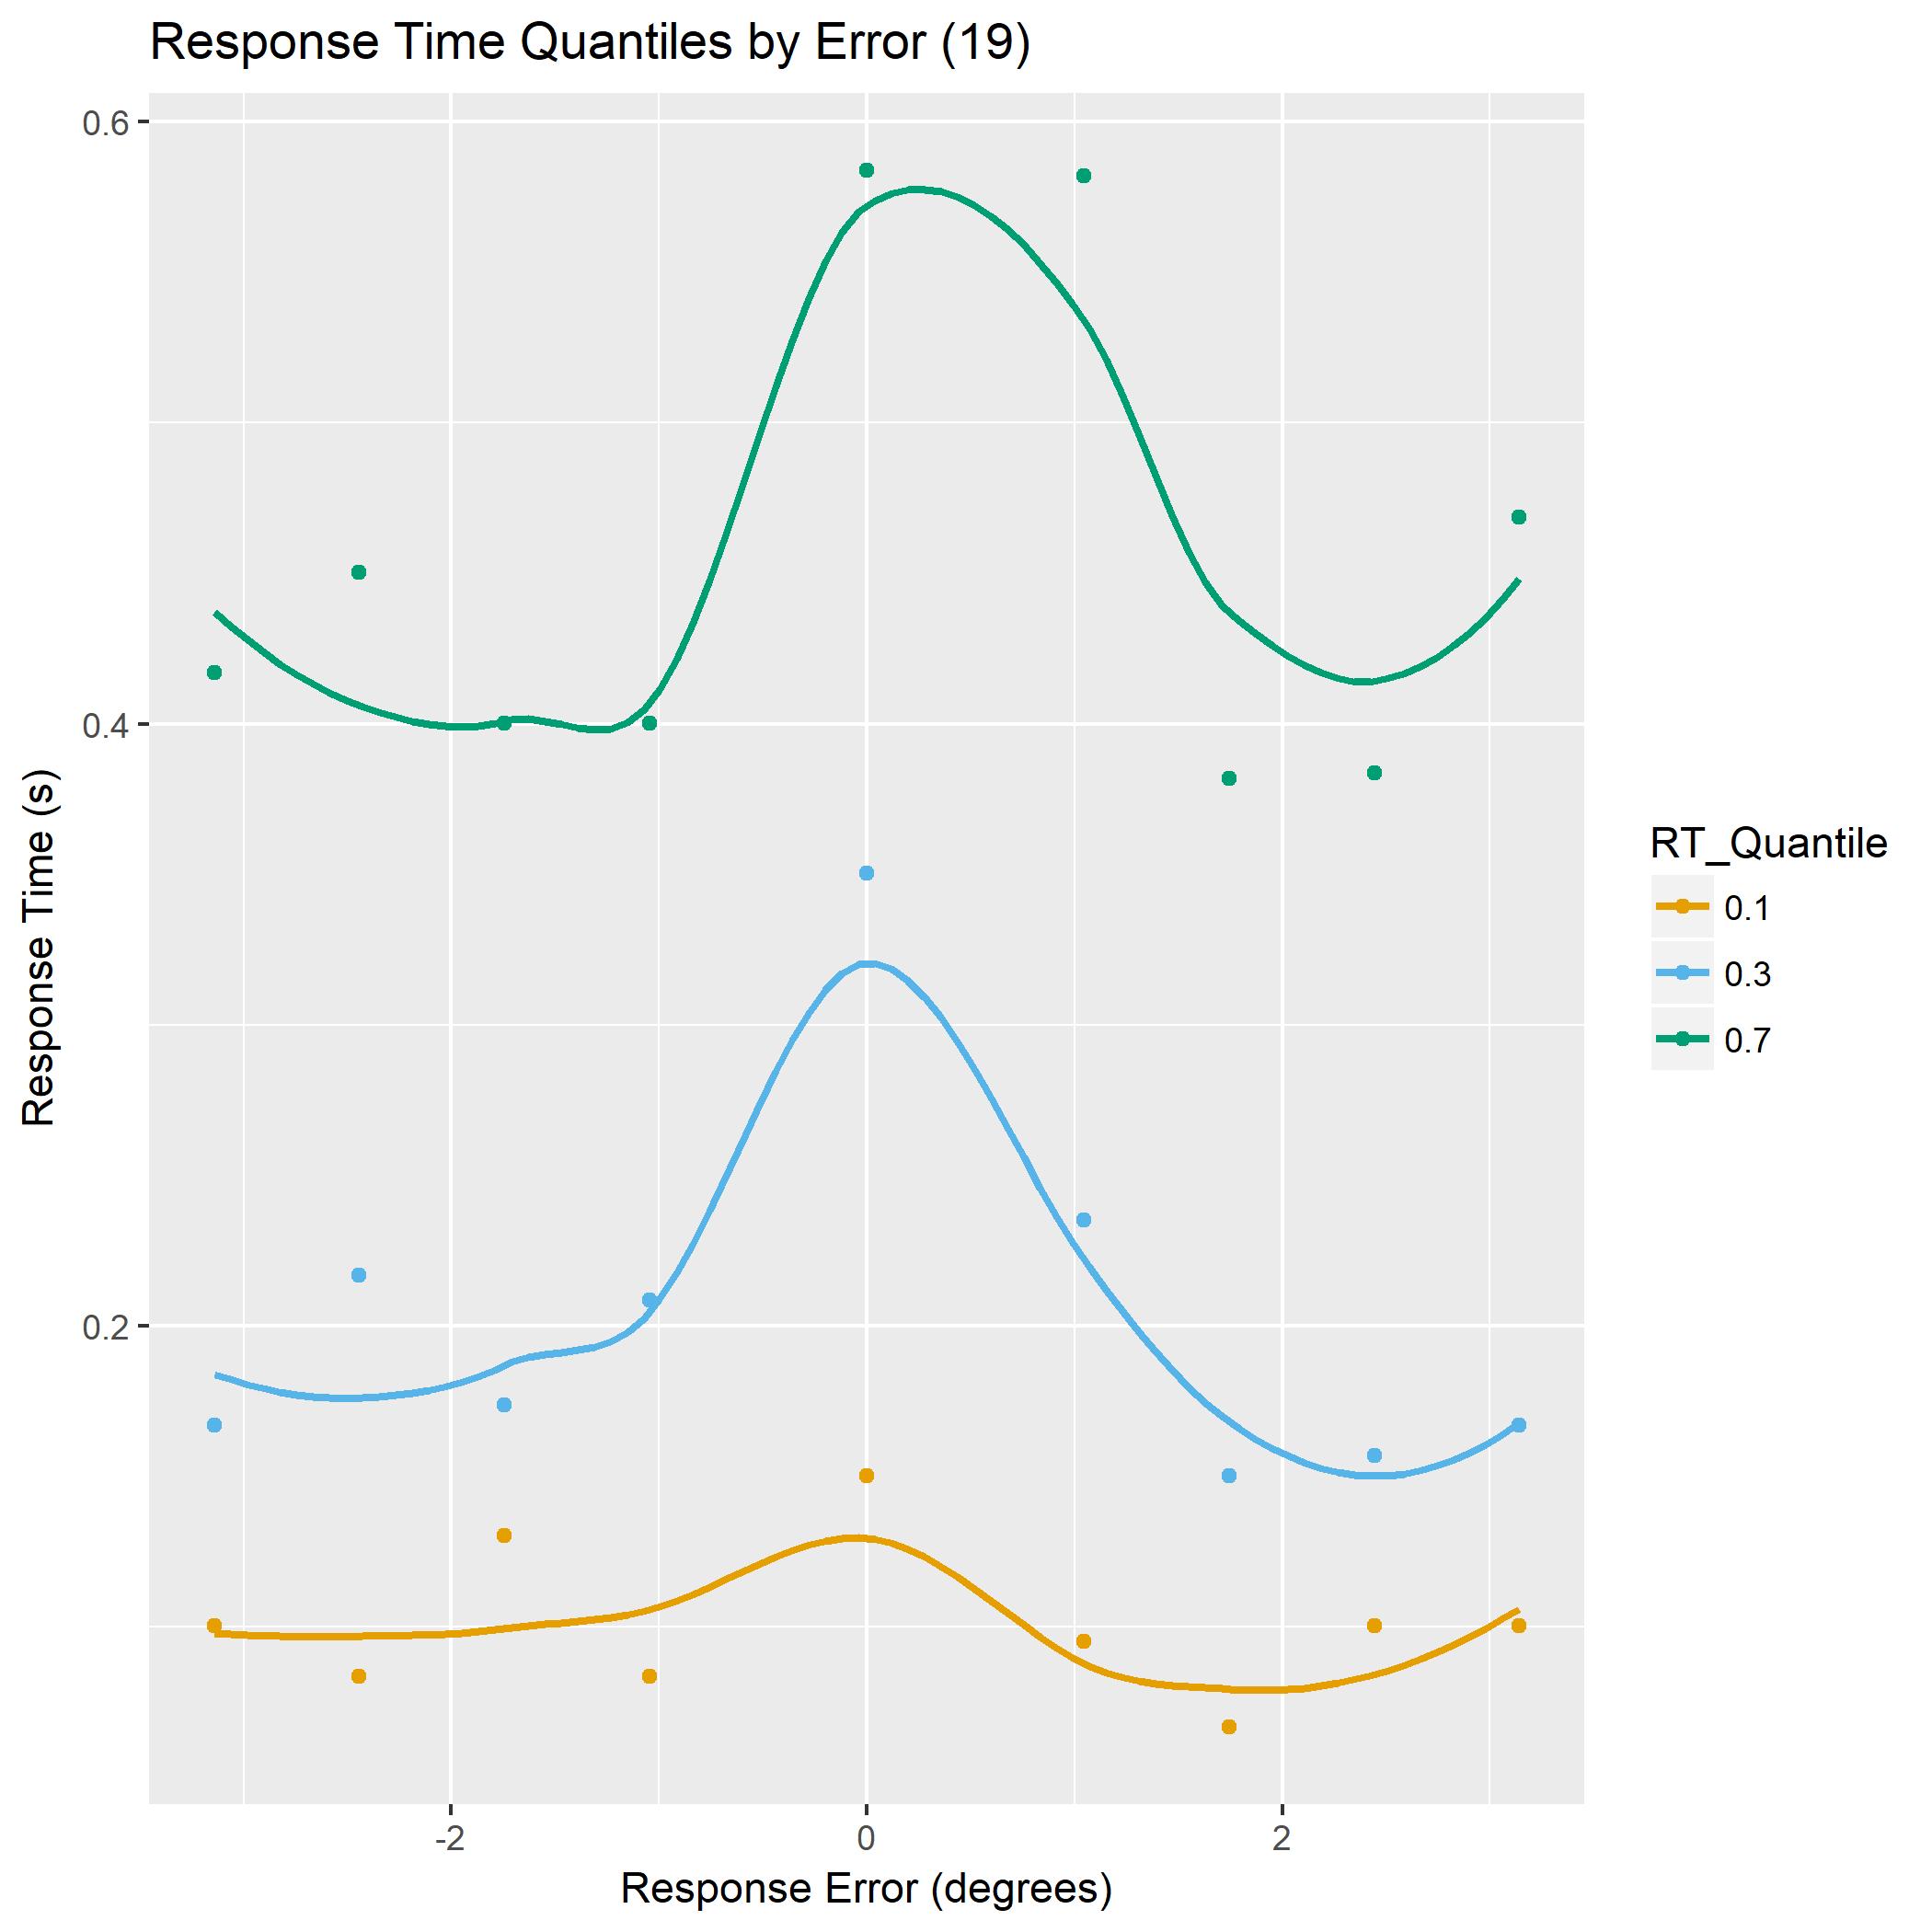 Response Time Quantiles by Error (19)
0.6
0.4
0.2
Response Time (s)
-2 0 2
Response Error (degrees)
RT_Quantile
0.1
0.3
0.7